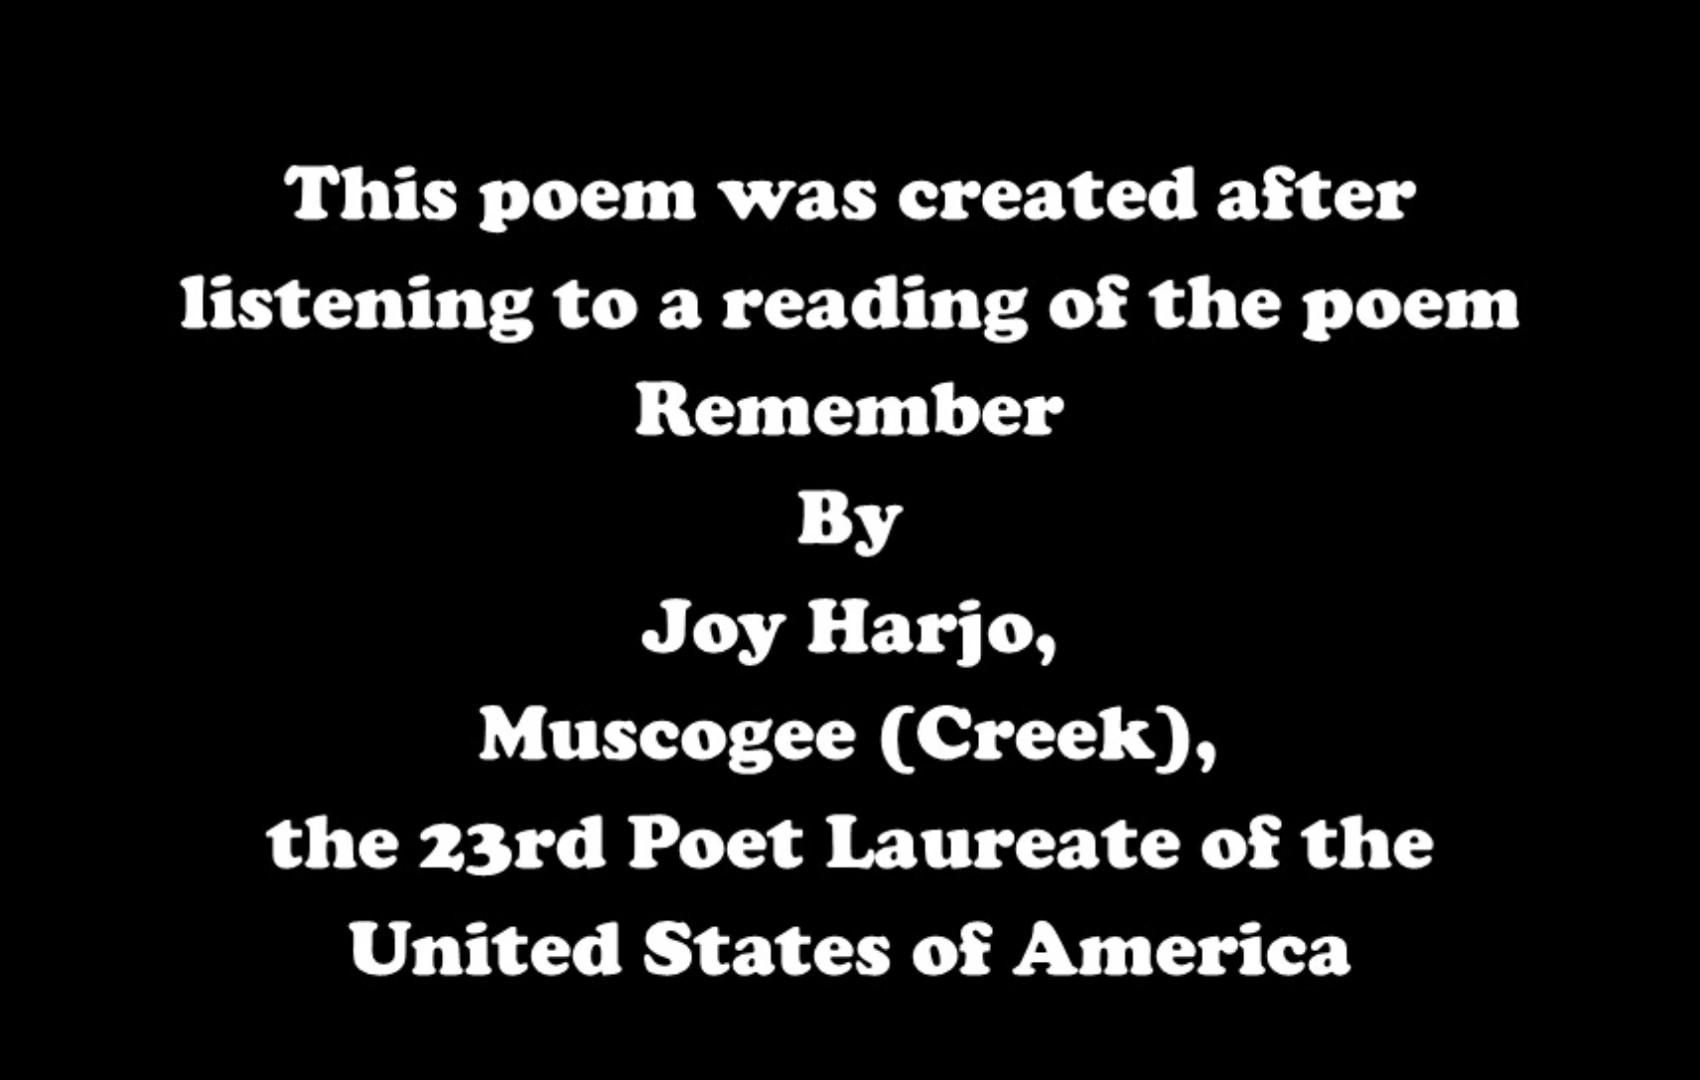 This poem was created after
listening to a reading of the poem
Remember
By
Joy Harjo,
Muscogee (Creek),
the 23rd Poet Laureate of the
United States of America